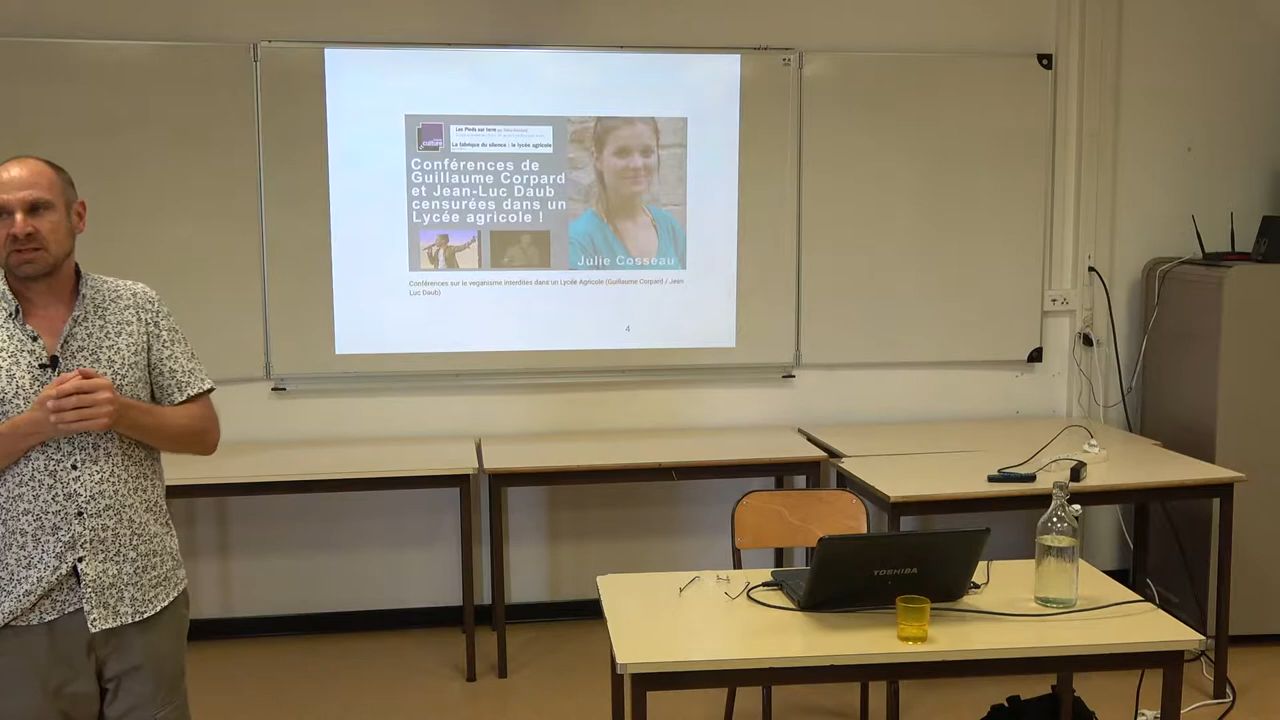 culture
Les Pieds sur terre
La fabrique du silence : le lycée agricole
Conférences de
Guillaume Corpard
et Jean-Luc Daub
censurées dans un
Lycée agricole !
Julie Cosseau
Conférences sur le veganisme interdites dans un Lycée Agricole (Guillaume Corpard / Jean
Luc Daub)
4
TOSHIBA